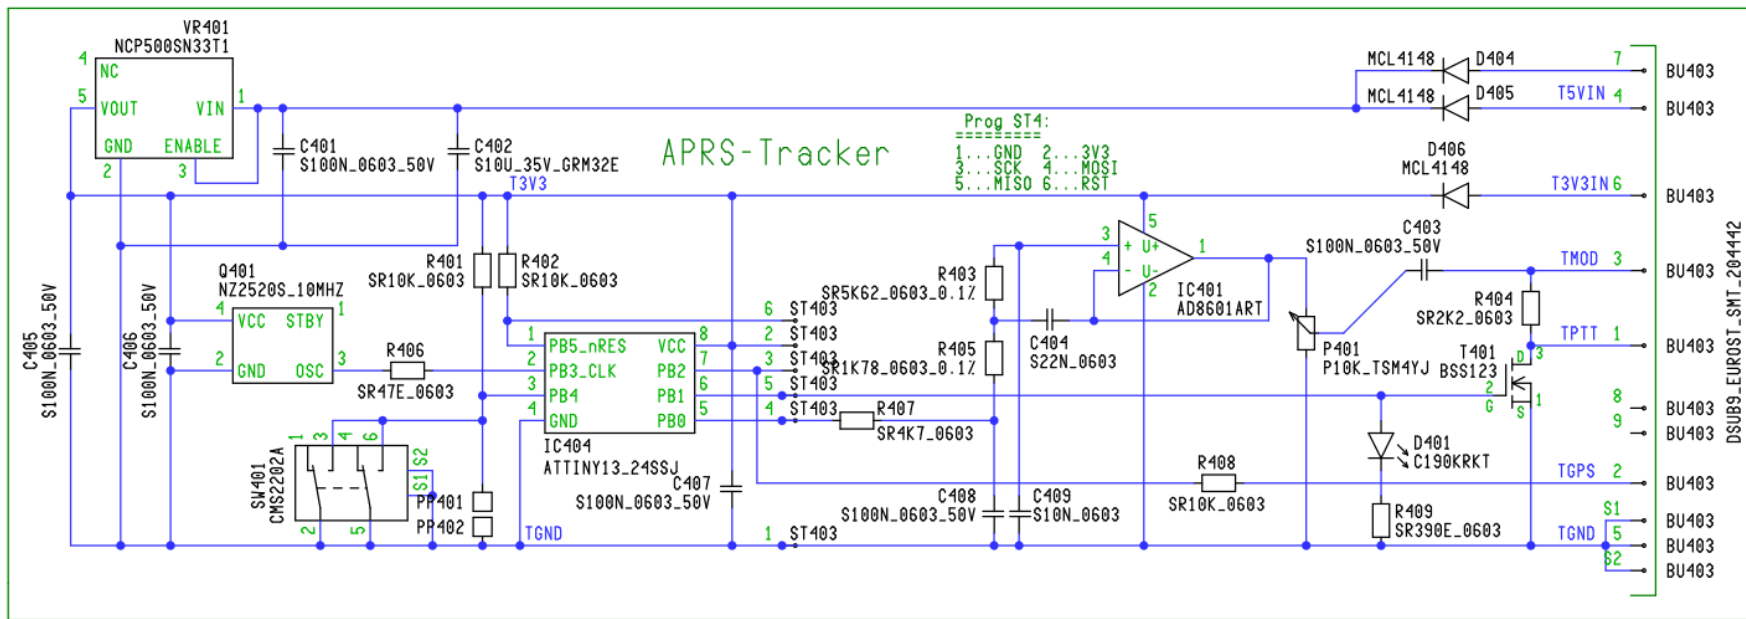 VR401
NCP500SN33T1
4
NC
5
VOUT
VIN
1
GND
ENABLE
2
3
C401
S100N_0603_50V
C402
S10U_35V_GRM32E
APRS-Tracker
Prog ST4:
=========
1...GND 2...3V3
3...SCK 4...MOSI
5...MISO 6...RST
MCL4148
D404
7
BU403
MCL4148
D405
T5VIN
4
BU403
D406
MCL4148
T3V3IN
6
BU403
T3V3
C403
S100N_0603_50V
TMOD
3
BU403
R401
SR10K_0603
R402
SR10K_0603
R403
SR5K62_0603_0.1%
3
+
U+
5
4
-
U-
2
1
IC401
AD8601ART
R404
SR2K2_0603
Q401
NZ2520S_10MHZ
4
VCC
STBY
1
2
GND
OSC
3
R406
SR47E_0603
C405
S100N_0603_50V
C406
S100N_0603_50V
6
ST403
2
ST403
3
ST403
5
ST403
4
ST403
1
PB5_nRES
VCC
8
2
PB3_CLK
PB2
7
3
PB4
PB1
6
4
GND
PB0
5
IC404
ATTINY13_24SSJ
R405
SR1K78_0603_0.1%
C404
S22N_0603
P401
P10K_TSM4YJ
TPTT
1
BU403
T401
BSS123
D
3
2
G
S
1
8
BU403
9
BU403
R407
SR4K7_0603
D401
C190KRKT
SW401
CMS2202A
1
3
4
6
S1
S2
2
5
PP401
PP402
C407
S100N_0603_50V
C408
S100N_0603_50V
C409
S10N_0603
R408
SR10K_0603
TGPS
2
BU403
R409
SR390E_0603
TGND
1
ST403
S1
BU403
TGND
5
BU403
S2
BU403
DSUB9_EUROST_SMT_204442